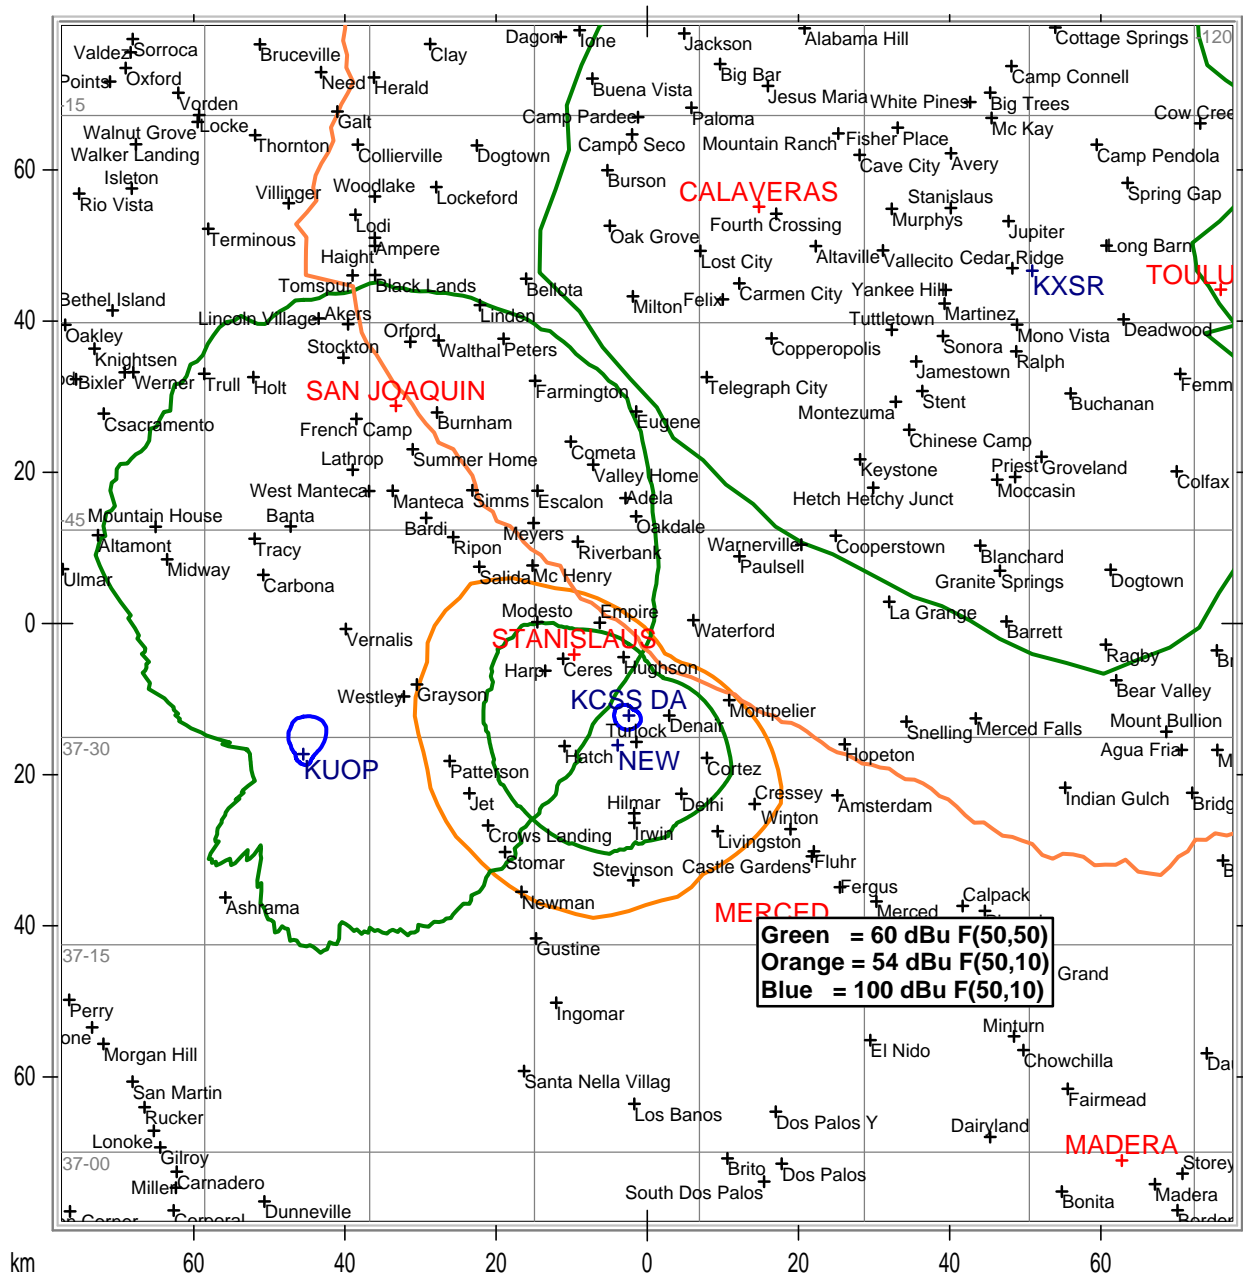 Dagon
Ione
Jackson
Alabama Hill
Cottage Springs
-120
Valdez
Sorroca
Bruceville
Clay
Points
Oxford
Need
Herald
Buena Vista
Big Bar
Jesus Maria
White Pines
Camp Connell
Big Trees
Vorden
-15
Walnut Grove
Locke
Galt
Camp Pardee
Paloma
Mc Kay
Cow Cree
Walker Landing
Thornton
Collierville
Dogtown
Campo Seco
Mountain Ranch
Fisher Place
Cave City
Avery
Camp Pendola
60
Isleton
Rio Vista
Villinger
Woodlake
Lockeford
Burson
CALAVERAS
Stanislaus
Spring Gap
Terminous
Lodi
Oak Grove
Fourth Crossing
Murphys
Jupiter
Ampere
Haight
Lost City
Altaville
Vallecito
Cedar Ridge
Long Barn
Tomspur
Black Lands
Bellota
Milton
Felix
Carmen City
Yankee Hill
KXSR
TOULU
Bethel Island
Lincoln Village
Akers
Linden
Martinez
40
Oakley
Stockton
Orford
Walthal
Peters
Copperopolis
Tuttletown
Sonora
Mono Vista
Deadwood
Knightsen
Bixler
Werner
Trull
Holt
Farmington
Telegraph City
Jamestown
Ralph
Femm
SAN JOAQUIN
Csacramento
French Camp
Burnham
Eugene
Montezuma
Stent
Buchanan
Chinese Camp
Lathrop
Summer Home
Cometa
Valley Home
Keystone
Priest
Groveland
20
West Manteca
Manteca
Simms
Escalon
Adela
Hetch Hetchy Junct
Moccasin
Colfax
-45
Mountain House
Banta
Bardi
Meyers
Oakdale
Altamont
Tracy
Ripon
Riverbank
Warnerville
Cooperstown
Blanchard
Ulmar
Midway
Carbona
Salida
Mc Henry
Paulsell
Granite Springs
Dogtown
Modesto
Empire
La Grange
0
Vernalis
STANISLAUS
Waterford
Barrett
Harp
Ceres
Hughson
Ragby
Br
Westley
Grayson
KCSS DA
Montpelier
Bear Valley
Turlock
Denair
Snelling
Merced Falls
Mount Bullion
37-30
KUOP
Hatch
NEW
Hopeton
Agua Fria
M
20
Patterson
Cortez
Jet
Hilmar
Delhi
Cressey
Amsterdam
Indian Gulch
Bridg
Crows Landing
Irwin
Winton
Livingston
Stomar
Stevinson
Castle Gardens
Fluhr
B
Ashrama
Newman
Fergus
MERCED
Merced
Calpack
40
Green = 60 dBu F(50,50)
Orange = 54 dBu F(50,10)
Blue = 100 dBu F(50,10)
37-15
Gustine
Grand
Perry
one
Ingomar
Morgan Hill
El Nido
Minturn
Chowchilla
Dai
60
San Martin
Santa Nella Villag
Rucker
Los Banos
Dos Palos Y
Fairmead
Lonoke
Dairyland
MADERA
37-00
Gilroy
Brito
Dos Palos
Storey
Miller
Carnadero
South Dos Palos
Bonita
Madera
Corporal
Dunneville
Border
km
60
40
20
0
20
40
60